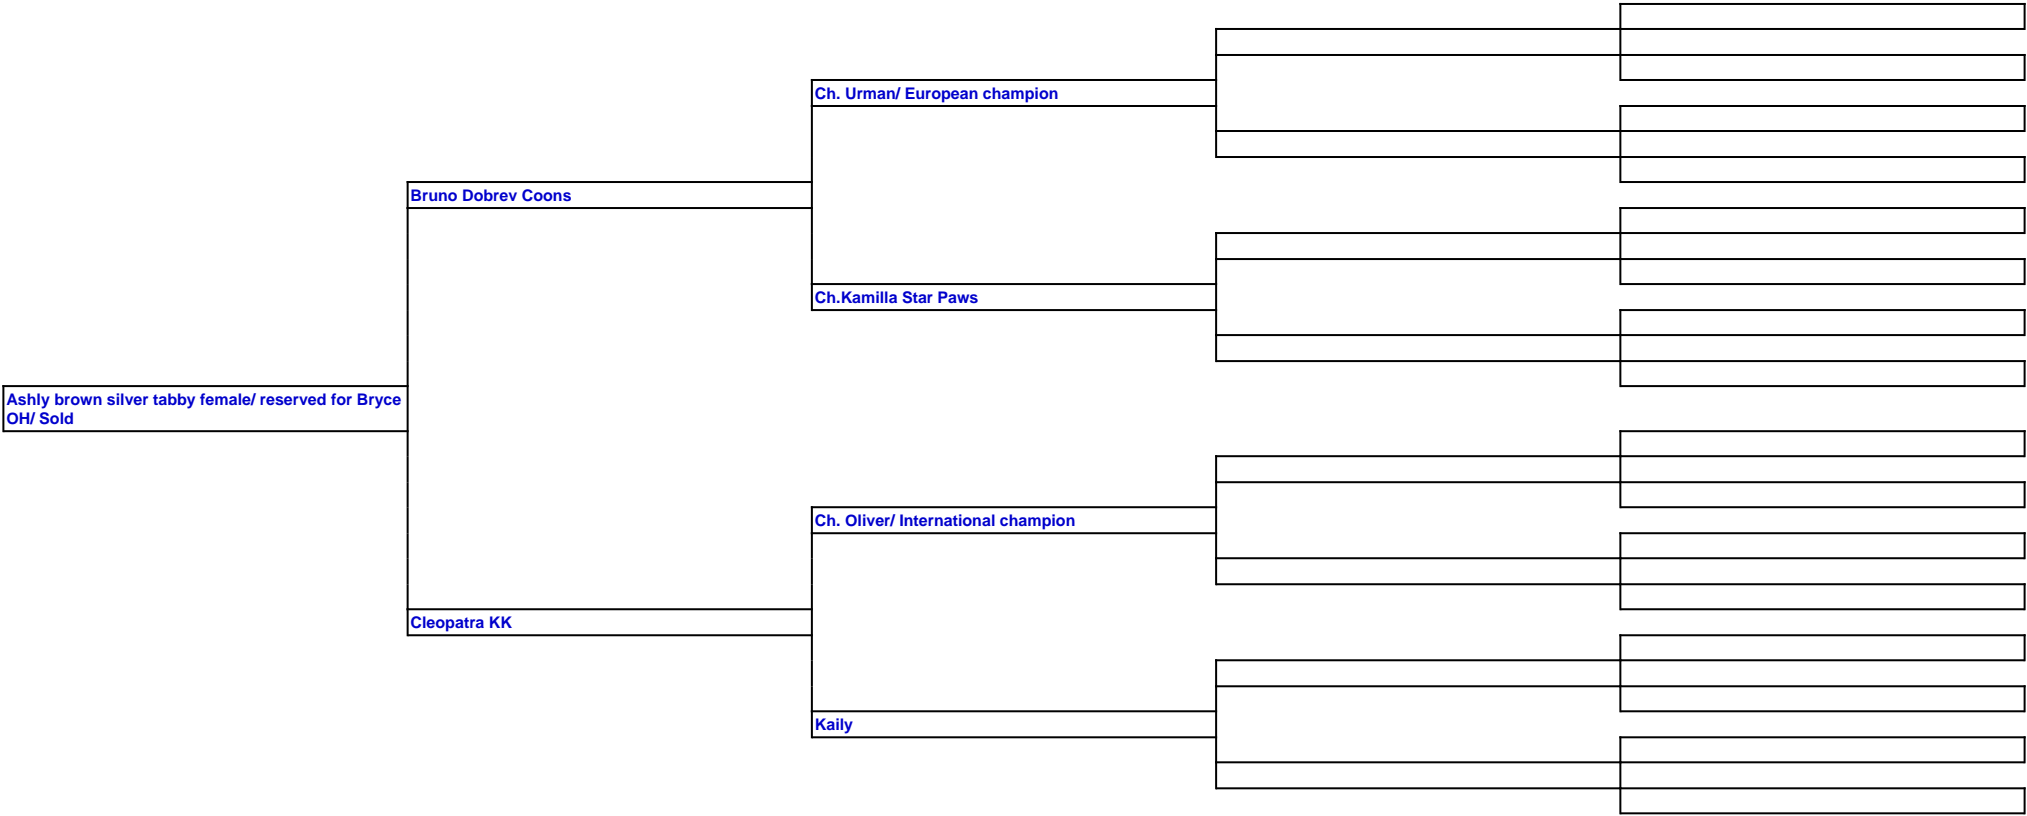 Ch. Urman/ European champion
Bruno Dobrev Coons
Ch.Kamilla Star Paws
Ashly brown silver tabby female/ reserved for Bryce
OH/ Sold
Ch. Oliver/ International champion
Cleopatra KK
Kaily